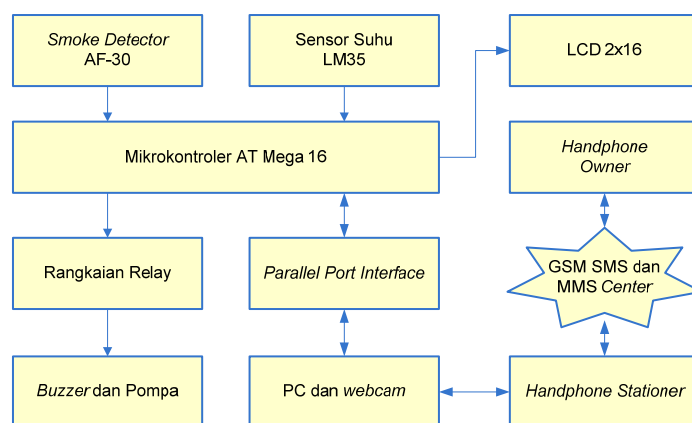 Smoke Detector
AF-30
Sensor Suhu
LM35
LCD 2x16
Mikrokontroler AT Mega 16
Handphone
Owner
Rangkaian Relay
Parallel Port Interface
GSM SMS dan
MMS Center
Buzzer dan Pompa
PC dan webcam
Handphone Stationer